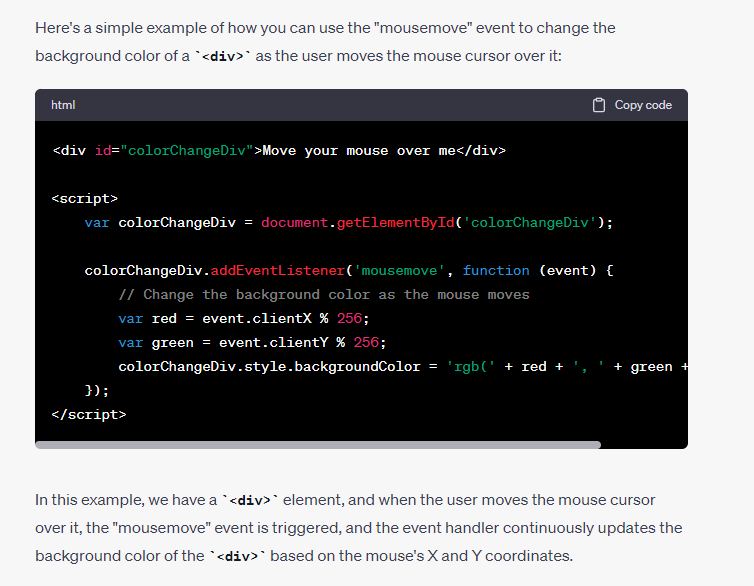 Here's a simple example of how you can use the "mousemove" event to change the
background color of a `<div>` as the user moves the mouse cursor over it:
html
Copy code
<div id="colorChangeDiv">Move your mouse over me</div>
<script>
var colorChangeDiv = document.getElementById('colorChangeDiv');
colorChangeDiv.addEventListener('mousemove', function (event) {
// Change the background color as the mouse moves
var red = event.clientX % 256;
var green = event.clientY % 256;
colorChangeDiv.style.backgroundColor = 'rgb(' + red + ', ' + green +
});
</script>
In this example, we have a `<div>` element, and when the user moves the mouse cursor
over it, the "mousemove" event is triggered, and the event handler continuously updates the
background color of the `<div>` based on the mouse's X and Y coordinates.